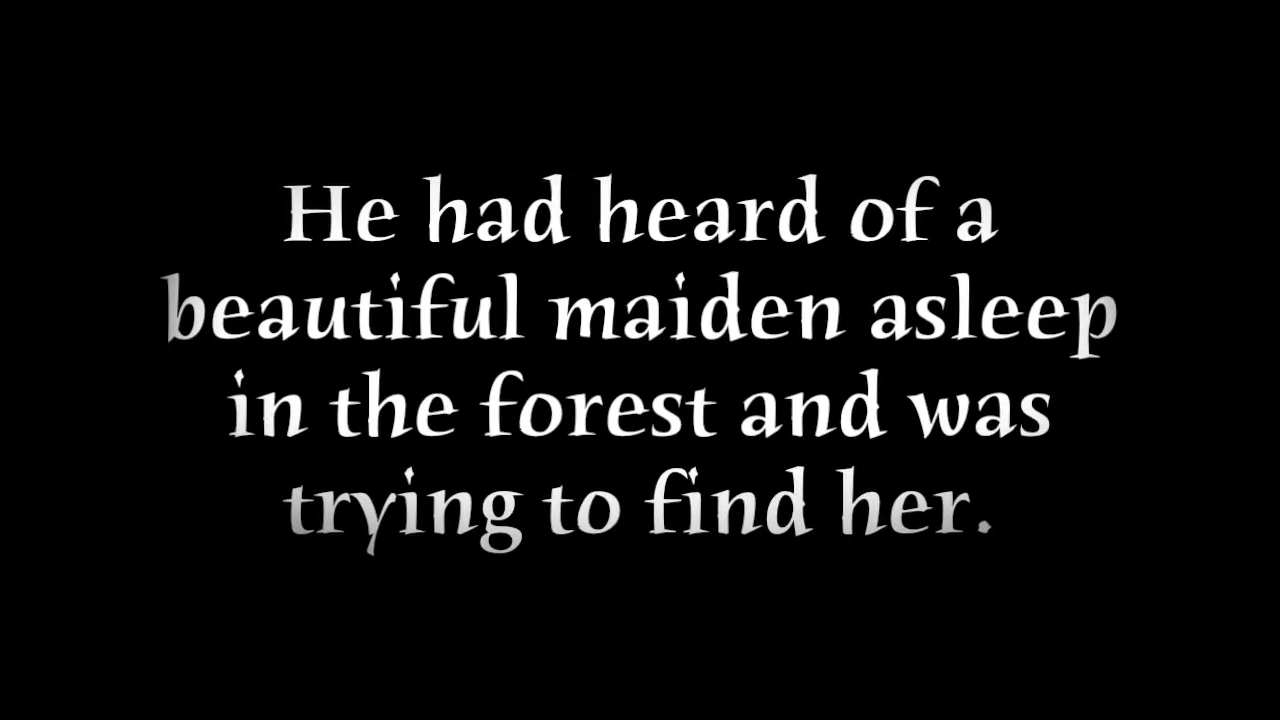 He had heard of a
beautiful maiden asleep
in the forest and was
trying to find her.